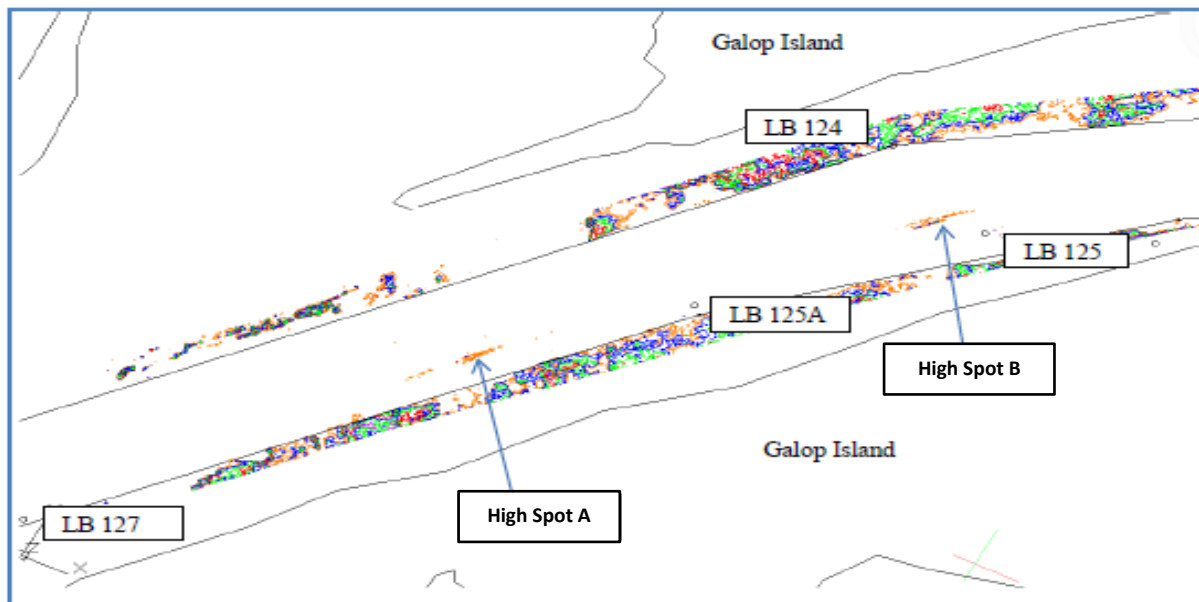 Galop Island
LB 124
LB 125
LB 125A
High Spot B
Galop Island
High Spot A
LB 127